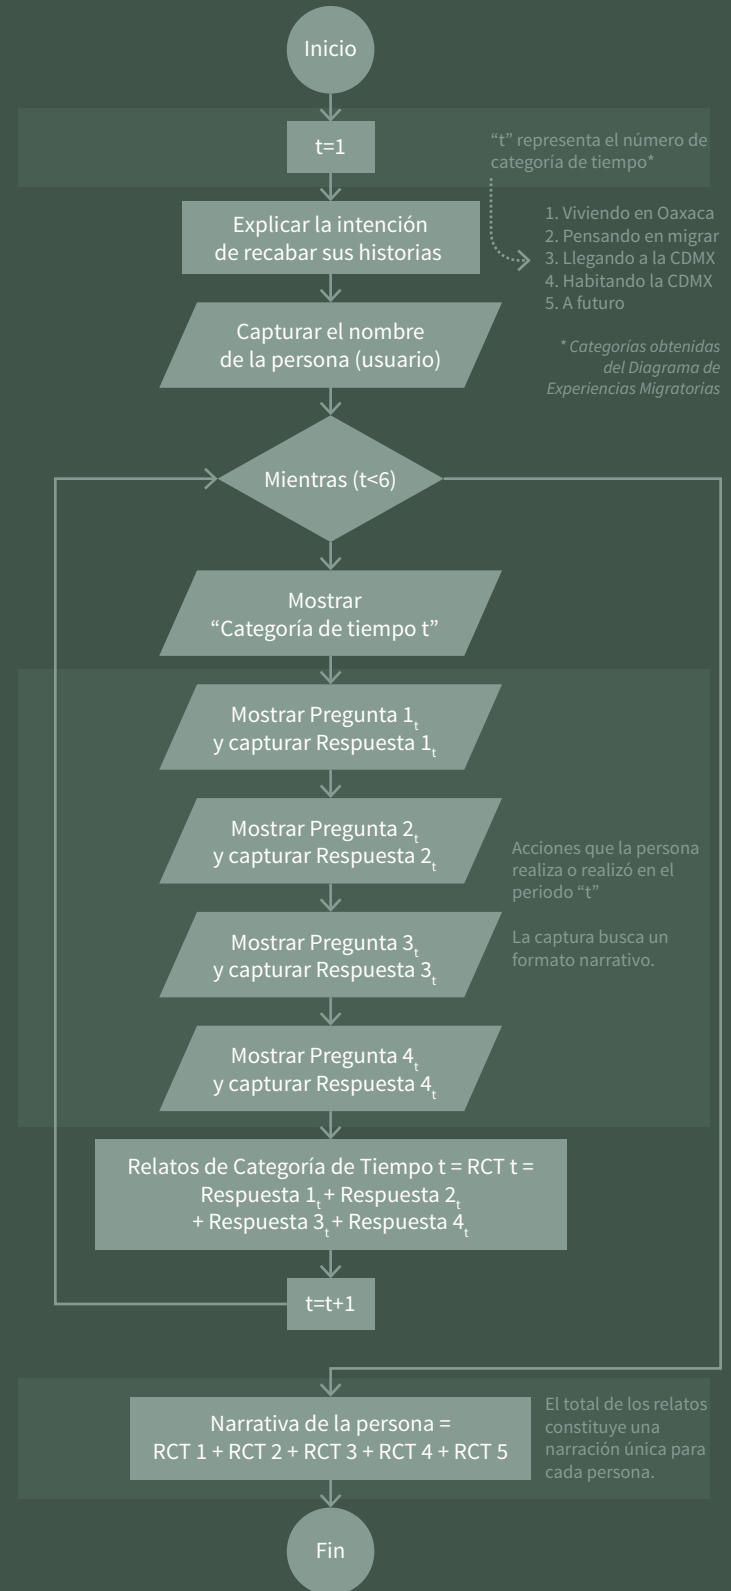 Inicio
t=1
“t” representa el número de
categoría de tiempo*
1. Viviendo en Oaxaca
2. Pensando en migrar
3. Llegando a la CDMX
4. Habitando la CDMX
5. A futuro
* Categorías obtenidas
del Diagrama de
Experiencias Migratorias
Explicar la intención
de recabar sus historias
Capturar el nombre
de la persona (usuario)
Mientras (t<6)
Mostrar
“Categoría de tiempo t”
Mostrar Pregunta 1t
y capturar Respuesta 1t
Mostrar Pregunta 2t
y capturar Respuesta 2t
Mostrar Pregunta 3t
y capturar Respuesta 3t
Mostrar Pregunta 4t
y capturar Respuesta 4t
Acciones que la persona
realiza o realizó en el
periodo “t”
La captura busca un
formato narrativo.
Relatos de Categoría de Tiempo t = RCT t =
Respuesta 1t + Respuesta 2t
+ Respuesta 3t + Respuesta 4t
t=t+1
Narrativa de la persona =
RCT 1 + RCT 2 + RCT 3 + RCT 4 + RCT 5
El total de los relatos
constituye una
narración única para
cada persona.
Fin